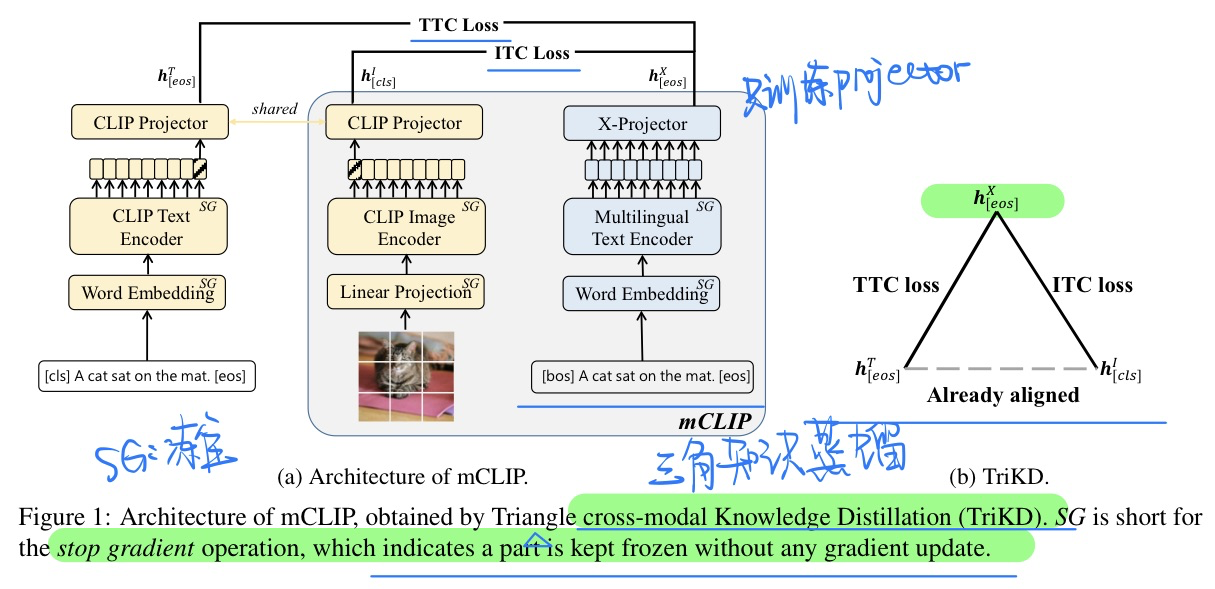 TTC Loss
ITC Loss
h^T_[eos]
h^I_[cls]
h^X_[eos]
只训练projector
CLIP Projector
shared
CLIP Projector
X-Projector
SG
CLIP Text
Encoder
SG
CLIP Image
Encoder
SG
Multilingual
Text Encoder
SG
Word Embedding
SG
Linear Projection
SG
Word Embedding
[cls] A cat sat on the mat. [eos]
[bos] A cat sat on the mat. [eos]
mCLIP
h^X_[eos]
TTC loss
ITC loss
h^T_[eos]
h^I_[cls]
Already aligned
SG:冻住
三角知识蒸馏
(a) Architecture of mCLIP.
(b) TriKD.
Figure 1: Architecture of mCLIP, obtained by Triangle cross-modal Knowledge Distillation (TriKD). SG is short for
the stop gradient operation, which indicates a part is kept frozen without any gradient update.